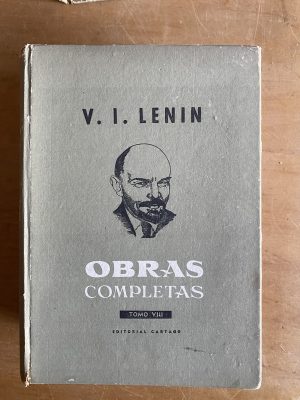 V. I. LENIN
OBRAS
COMPLETAS
TOMO VIII
EDITORIAL CARTAGO